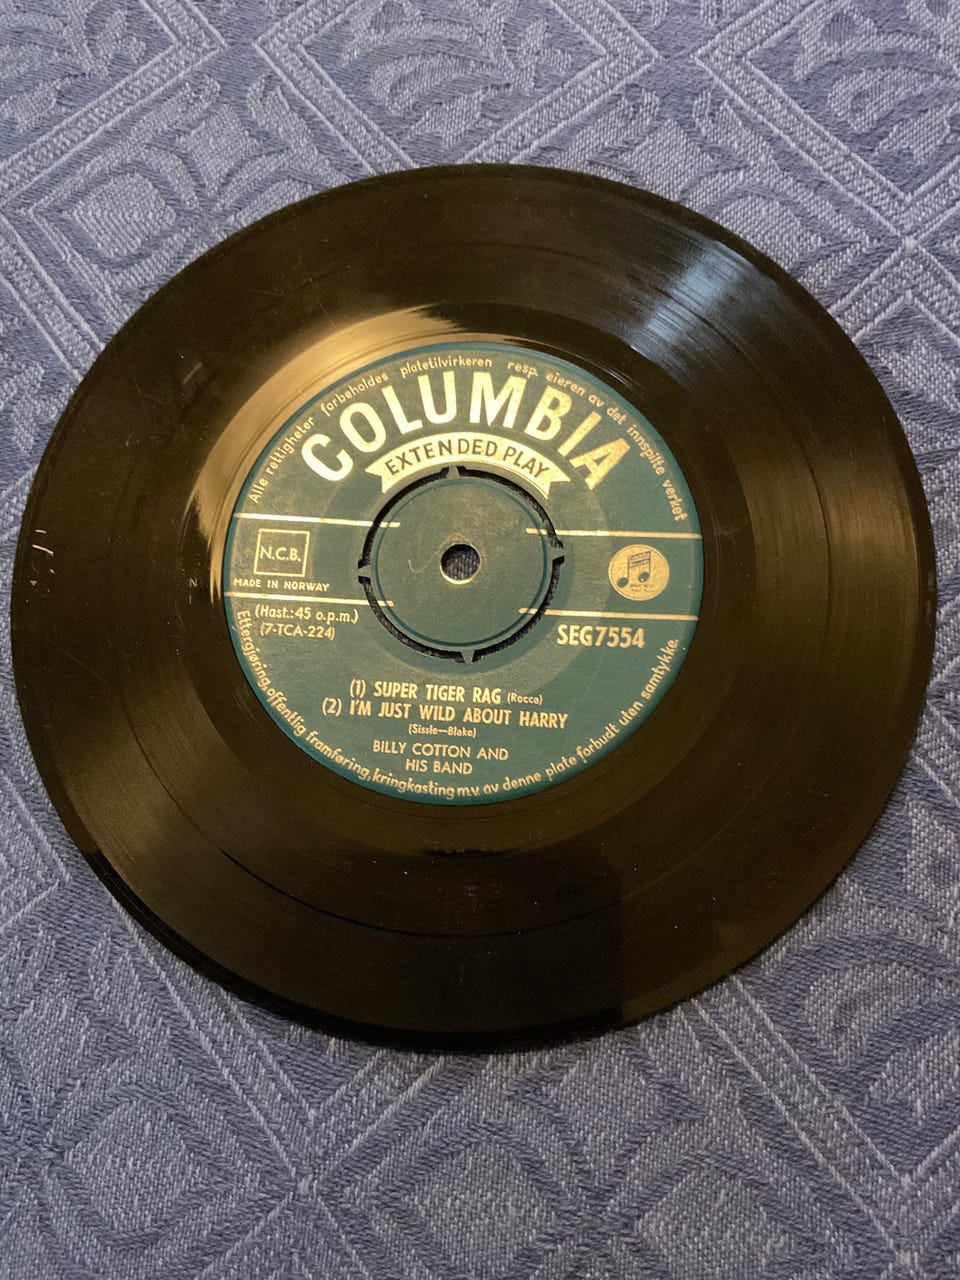 Alle rettigheter forbeholdes platetilvirkeren resp. eieren av det innspilte verket
COLUMBIA
EXTENDED PLAY
N.C.B.
MADE IN NORWAY
(Hast.: 45 o.p.m.)
(7-TCA-224)
SEG7554
(1) SUPER TIGER RAG (Rocca)
(2) I'M JUST WILD ABOUT HARRY
(Sissle—Blake)
BILLY COTTON AND
HIS BAND
Ettergjøring, offentlig framføring, kringkasting m.v. av denne plate forbudt uten samtykke.
N